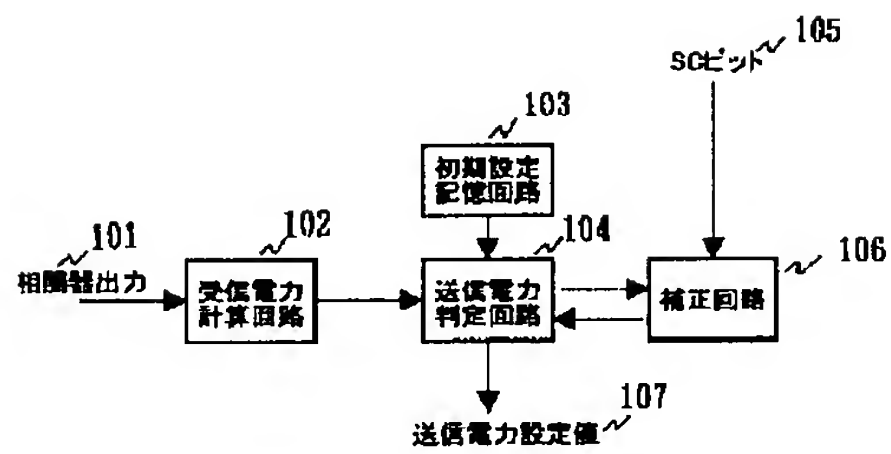 105
SCビット
103
初期設定
記憶回路
101
相関器出力
102
受信電力
計算回路
104
送信電力
判定回路
106
補正回路
107
送信電力設定値